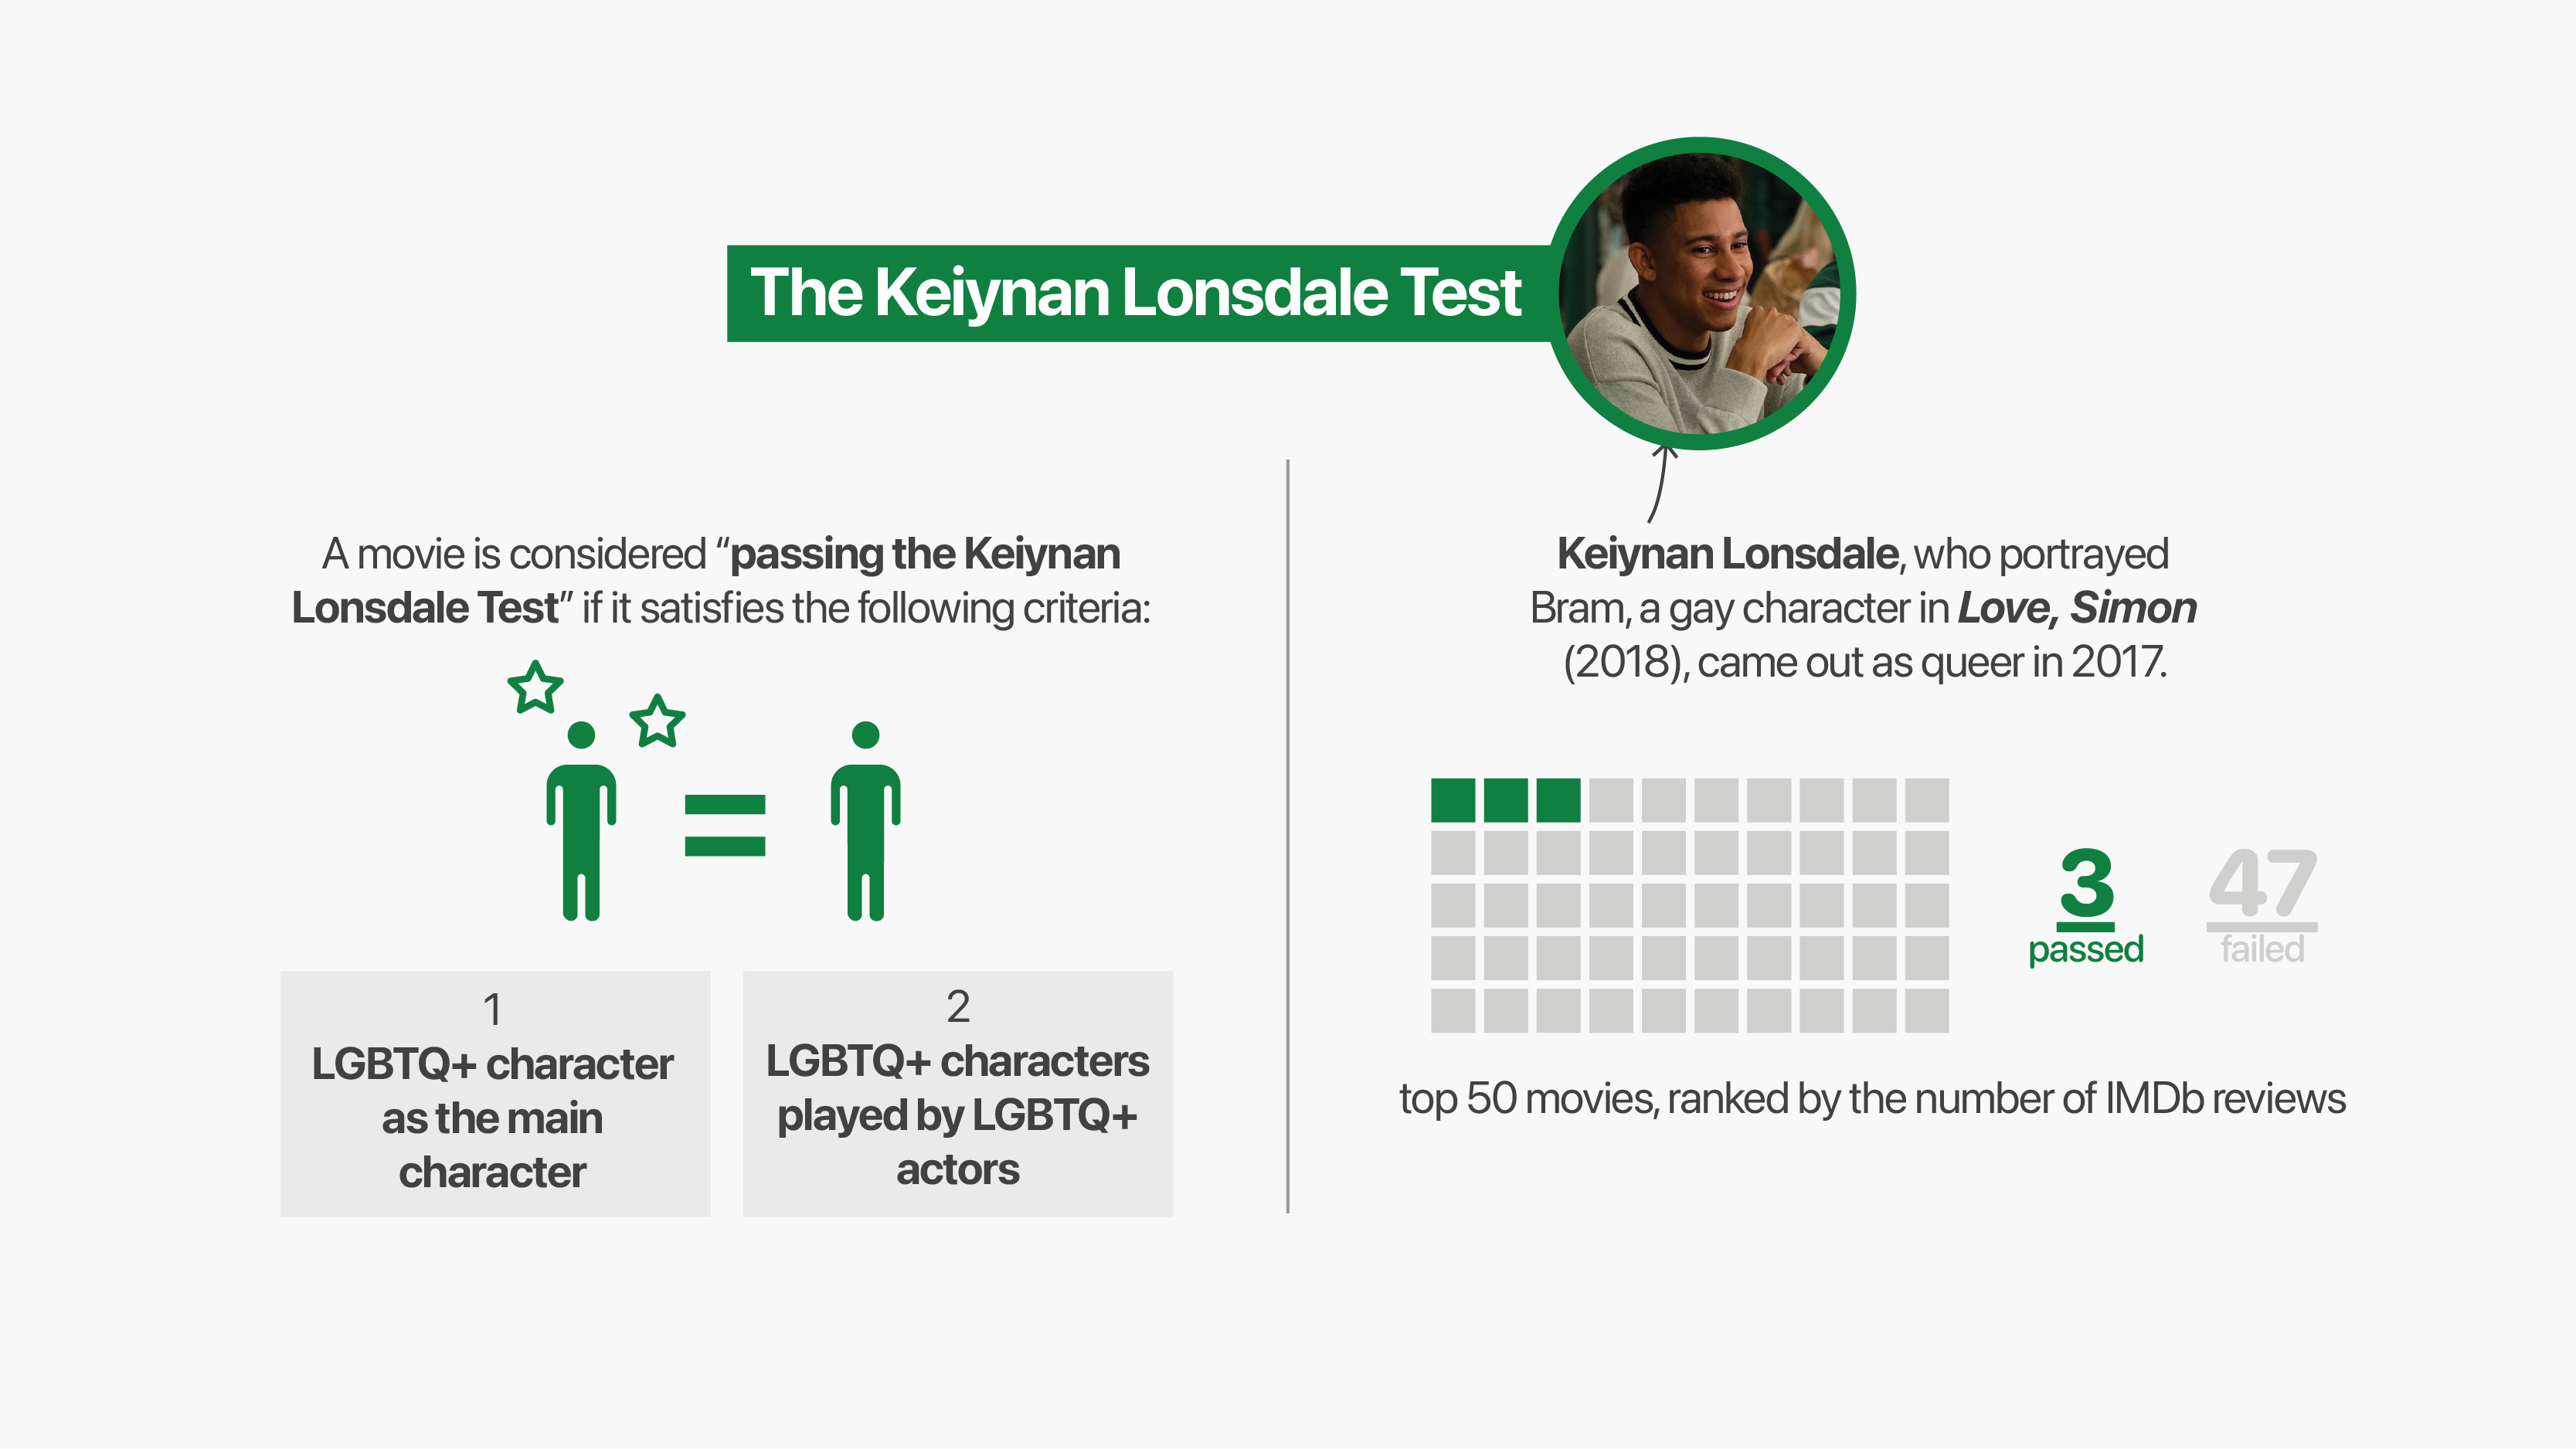 The Keiynan Lonsdale Test
A movie is considered “passing the Keiynan
Lonsdale Test” if it satisfies the following criteria:
1
LGBTQ+ character
as the main
character
2
LGBTQ+ characters
played by LGBTQ+
actors
Keiynan Lonsdale, who portrayed
Bram, a gay character in Love, Simon
(2018), came out as queer in 2017.
3
passed
47
failed
top 50 movies, ranked by the number of IMDb reviews